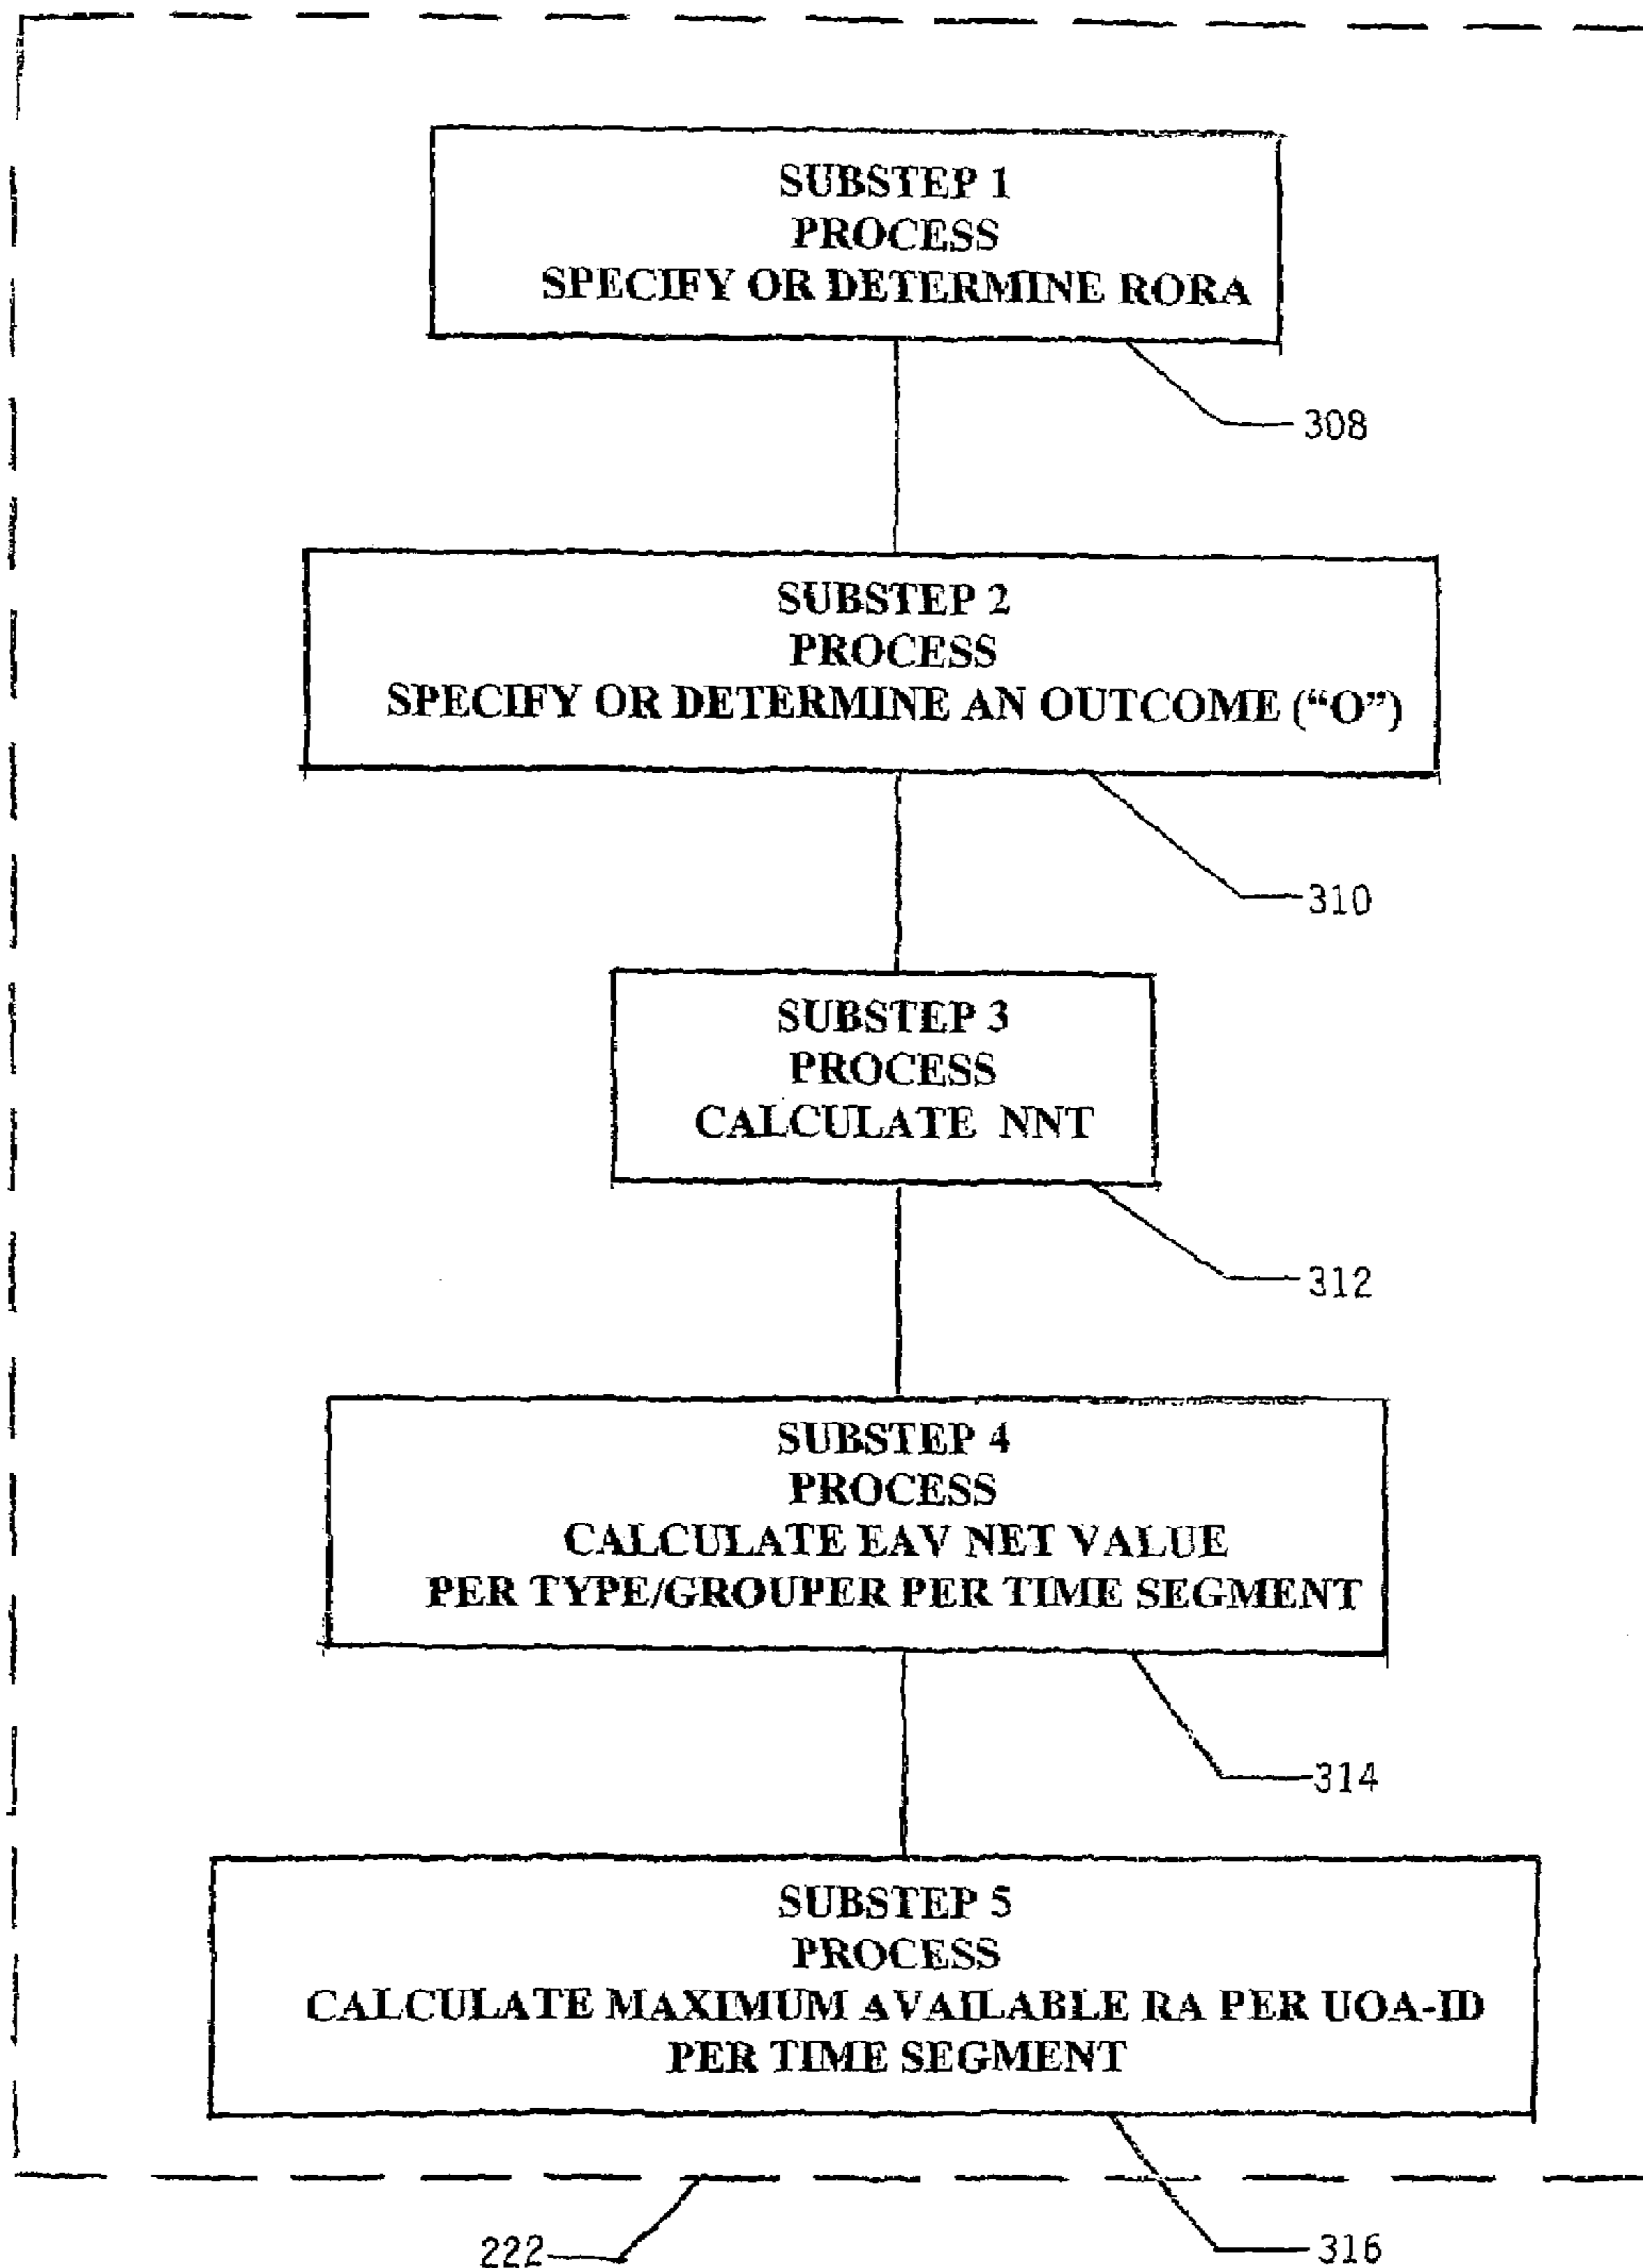 SUBSTEP 1
PROCESS
SPECIFY OR DETERMINE RORA
308
SUBSTEP 2
PROCESS
SPECIFY OR DETERMINE AN OUTCOME (“O”)
310
SUBSTEP 3
PROCESS
CALCULATE NNT
312
SUBSTEP 4
PROCESS
CALCULATE EAV NET VALUE
PER TYPE/GROUPER PER TIME SEGMENT
314
SUBSTEP 5
PROCESS
CALCULATE MAXIMUM AVAILABLE RA PER UOA-ID
PER TIME SEGMENT
222
316